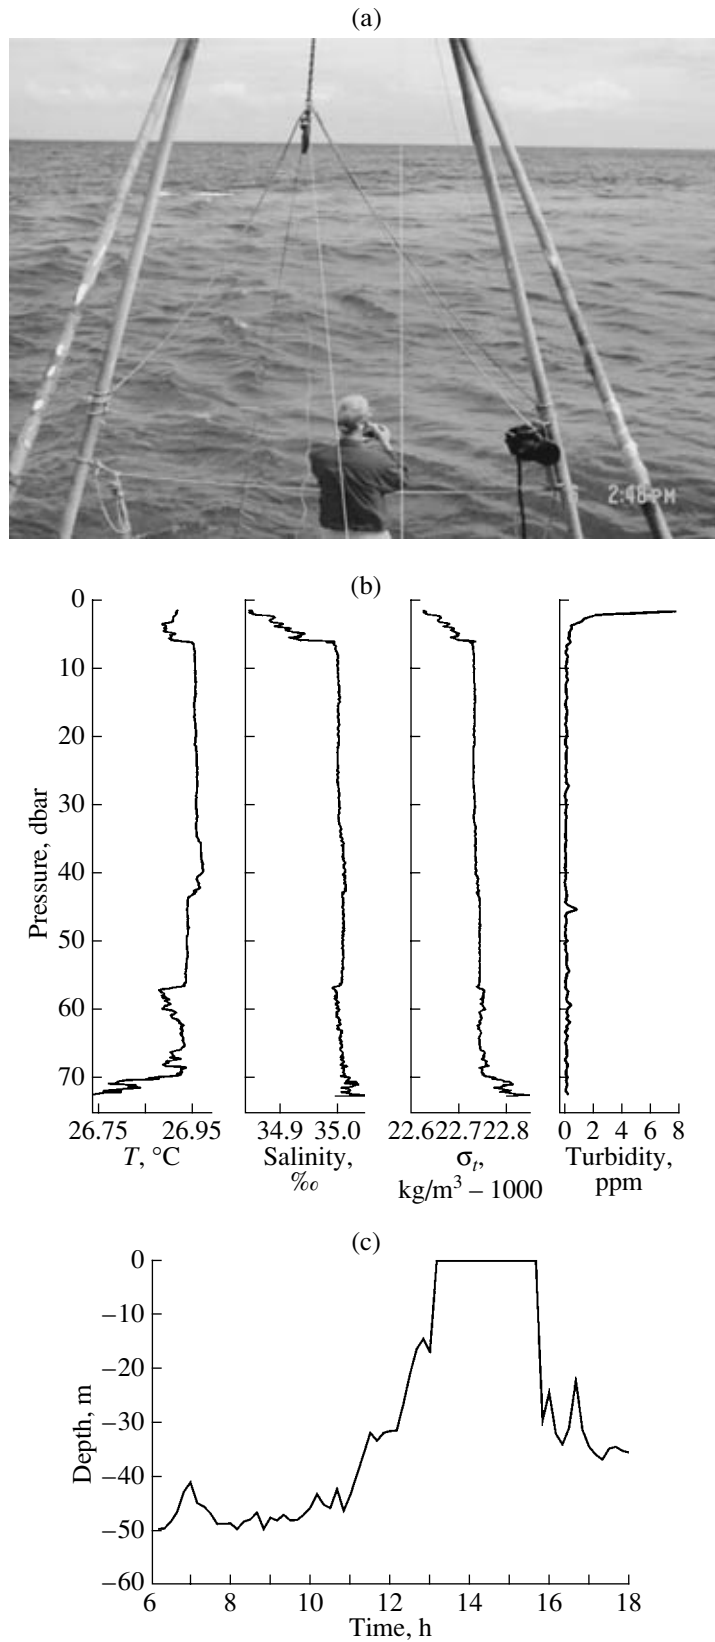 (a)
2:48PM
(b)
0
10
20
30
40
50
60
70
Pressure, dbar
26.75 26.95
T, °C
34.9 35.0
Salinity,
‰
22.6 22.7 22.8
σt,
kg/m³ – 1000
0 2 4 6 8
Turbidity,
ppm
(c)
0
–10
–20
–30
–40
–50
–60
Depth, m
6 8 10 12 14 16 18
Time, h